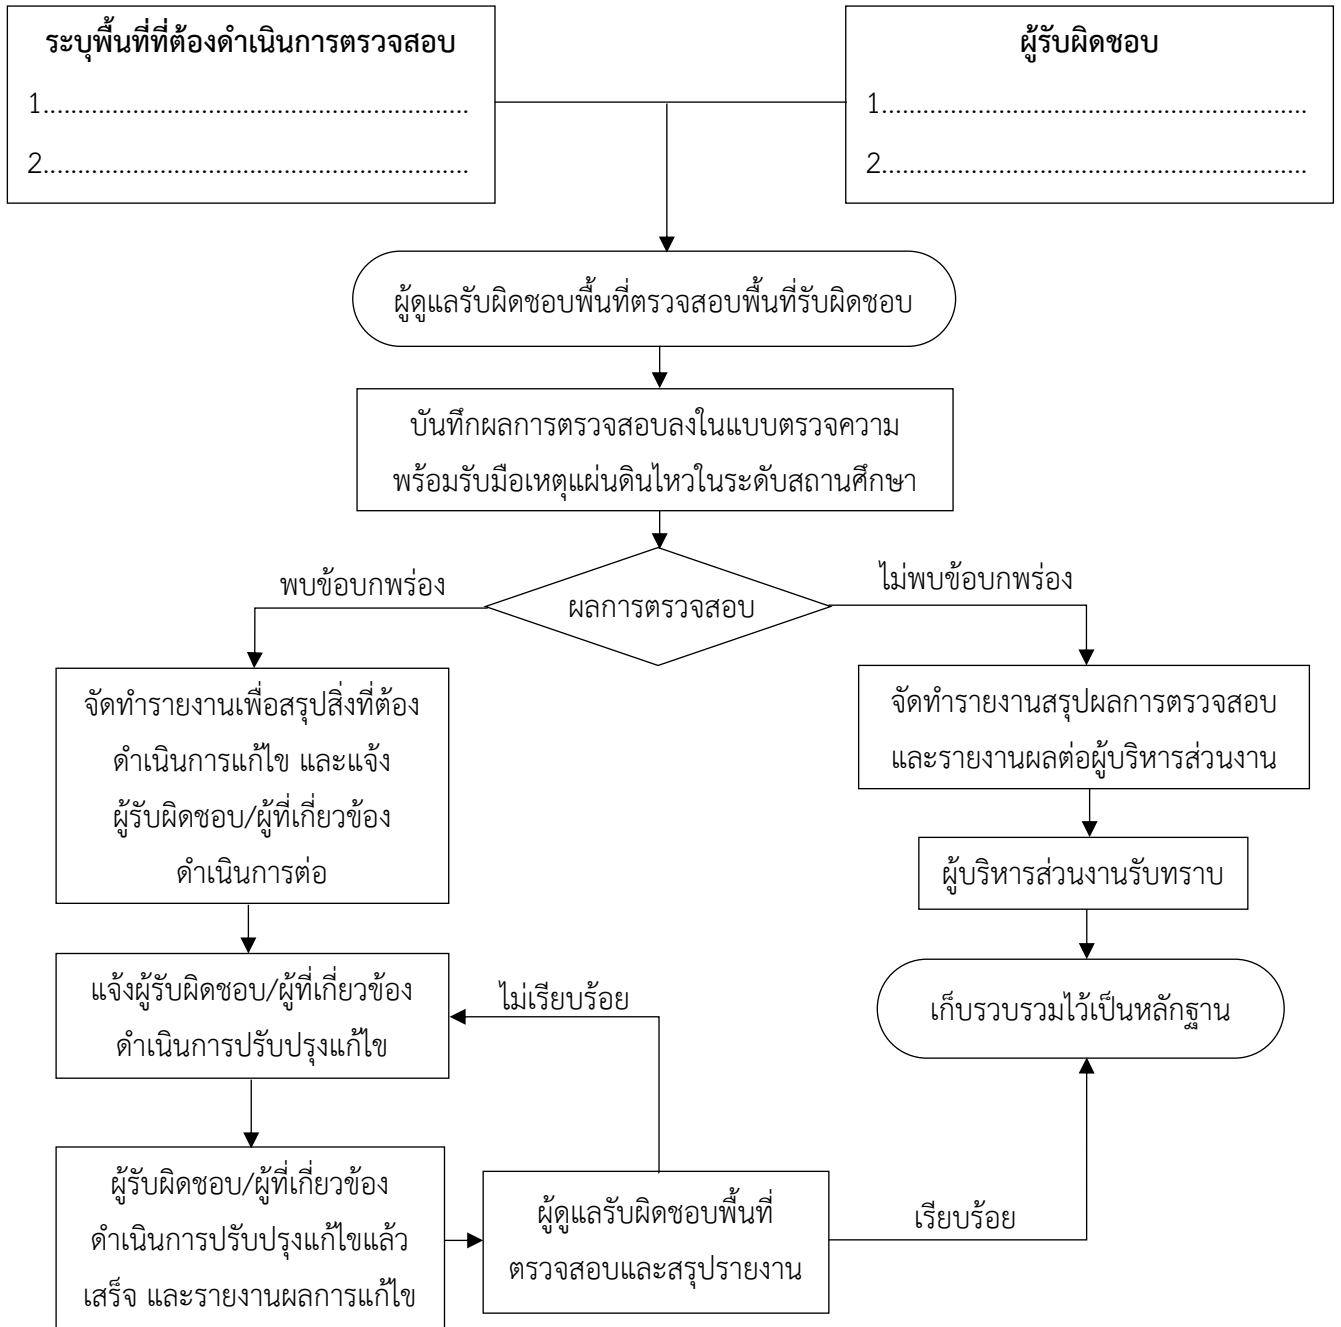 ระบุพื้นที่ที่ต้องดำเนินการตรวจสอบ
1.............................................................
2.............................................................
ผู้รับผิดชอบ
1...............................................................
2...............................................................
ผู้ดูแลรับผิดชอบพื้นที่ตรวจสอบพื้นที่รับผิดชอบ
บันทึกผลการตรวจสอบลงในแบบตรวจความ
พร้อมรับมือเหตุแผ่นดินไหวในระดับสถานศึกษา
ผลการตรวจสอบ
พบข้อบกพร่อง
ไม่พบข้อบกพร่อง
จัดทำรายงานเพื่อสรุปสิ่งที่ต้อง
ดำเนินการแก้ไข และแจ้ง
ผู้รับผิดชอบ/ผู้ที่เกี่ยวข้อง
ดำเนินการต่อ
จัดทำรายงานสรุปผลการตรวจสอบ
และรายงานผลต่อผู้บริหารส่วนงาน
ผู้บริหารส่วนงานรับทราบ
เก็บรวบรวมไว้เป็นหลักฐาน
แจ้งผู้รับผิดชอบ/ผู้ที่เกี่ยวข้อง
ดำเนินการปรับปรุงแก้ไข
ไม่เรียบร้อย
ผู้รับผิดชอบ/ผู้ที่เกี่ยวข้อง
ดำเนินการปรับปรุงแก้ไขแล้ว
เสร็จ และรายงานผลการแก้ไข
ผู้ดูแลรับผิดชอบพื้นที่
ตรวจสอบและสรุปรายงาน
เรียบร้อย